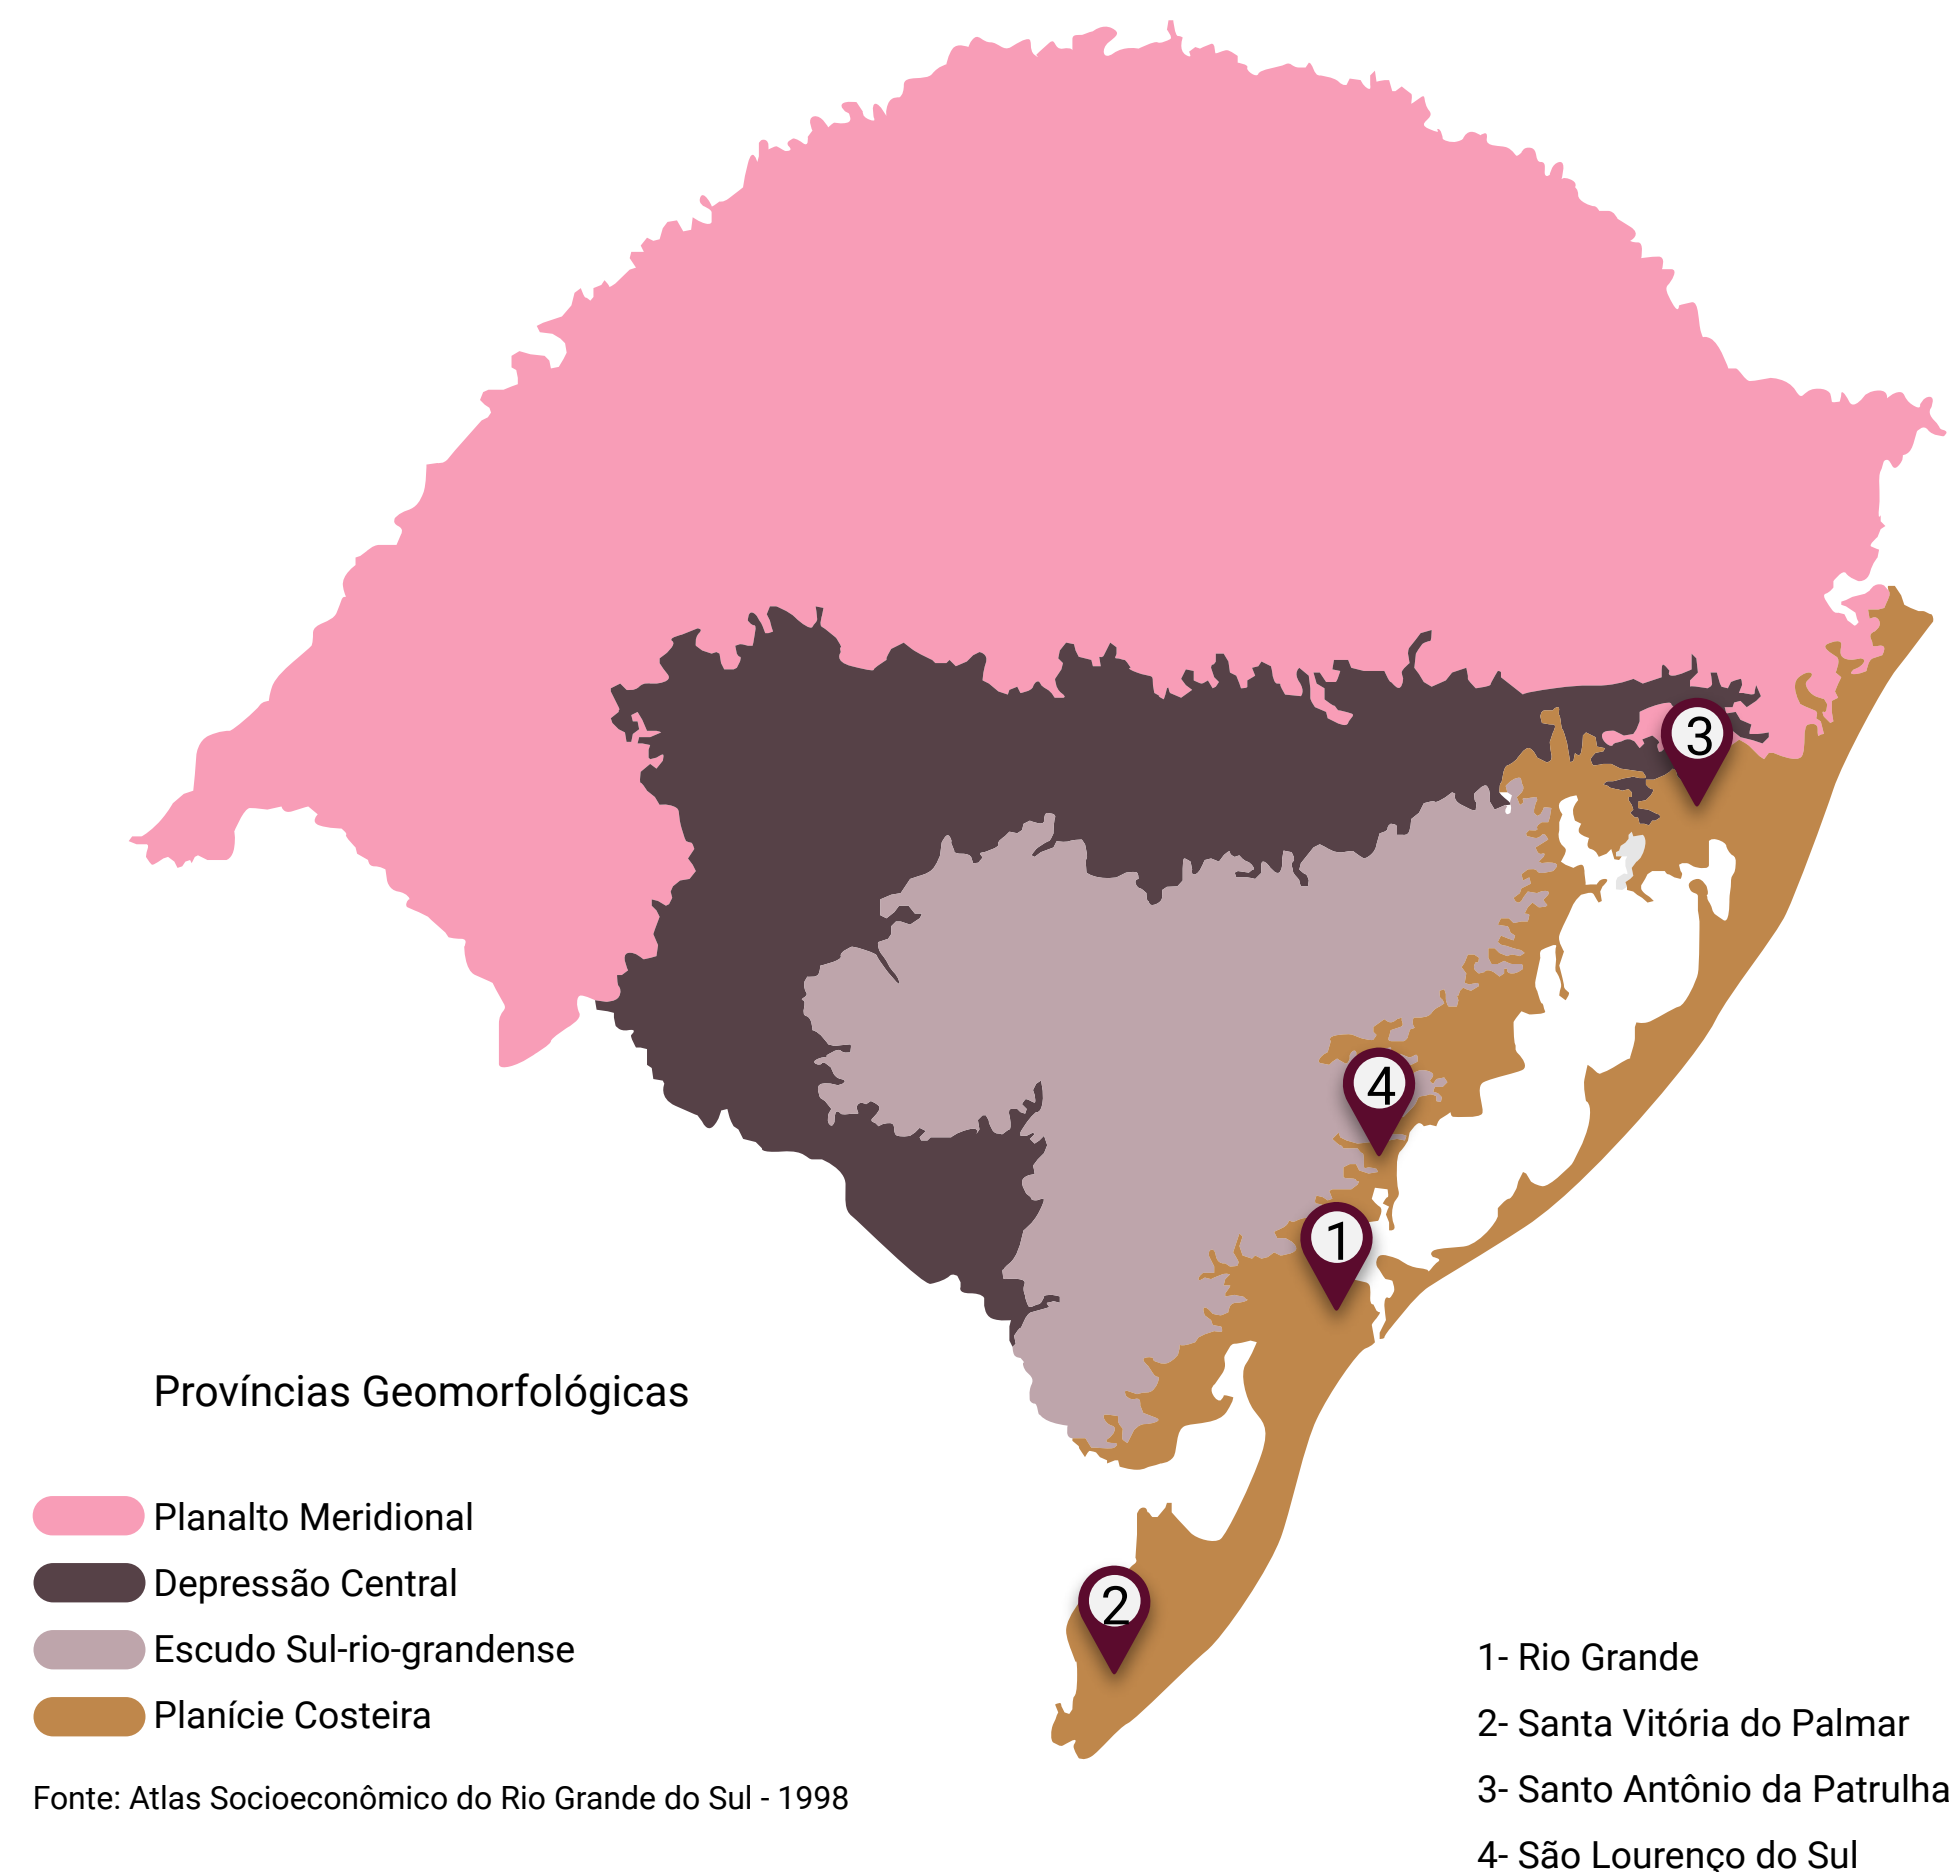 3
4
1
2
Províncias Geomorfológicas
Planalto Meridional
Depressão Central
Escudo Sul-rio-grandense
Planície Costeira
Fonte: Atlas Socioeconômico do Rio Grande do Sul - 1998
1- Rio Grande
2- Santa Vitória do Palmar
3- Santo Antônio da Patrulha
4- São Lourenço do Sul